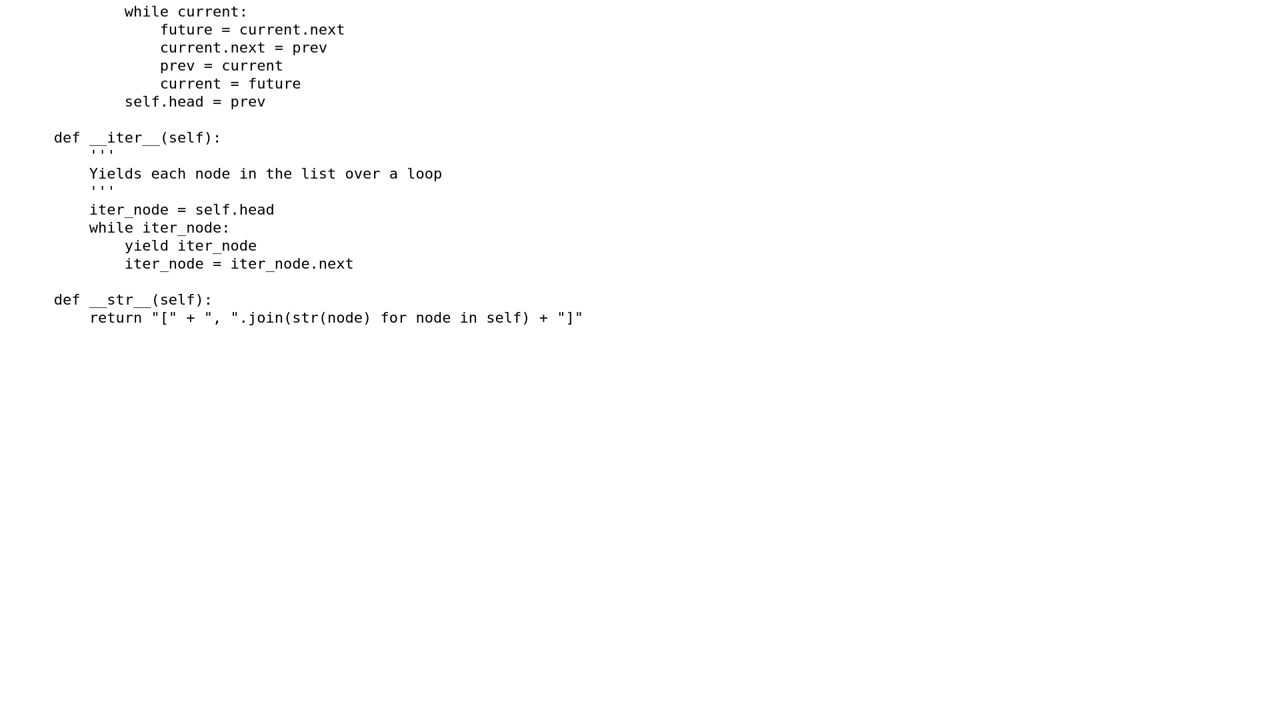 while current:
            future = current.next
            current.next = prev
            prev = current
            current = future
        self.head = prev

def __iter__(self):
    '''
    Yields each node in the list over a loop
    '''
    iter_node = self.head
    while iter_node:
        yield iter_node
        iter_node = iter_node.next

def __str__(self):
    return "[" + ", ".join(str(node) for node in self) + "]"